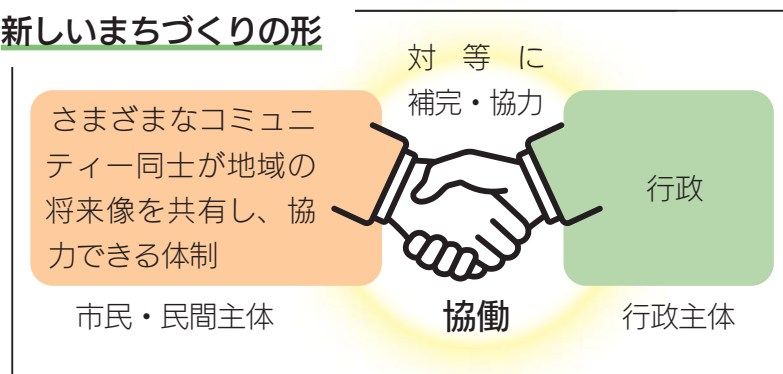 新しいまちづくりの形
対等に
補完・協力
さまざまなコミュニ
ティー同士が地域の
将来像を共有し、協
力できる体制
行政
市民・民間主体
協働
行政主体